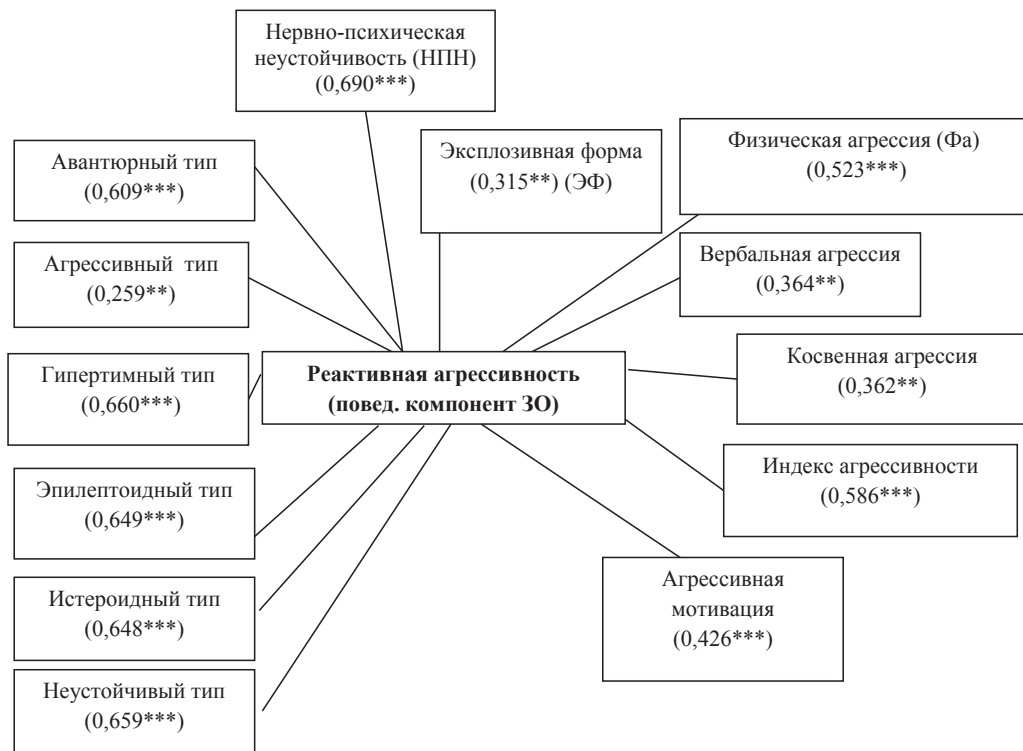 Нервно-психическая
неустойчивость (НПН)
(0,690***)
Эксплозивная форма
(0,315**) (ЭФ)
Физическая агрессия (Фа)
(0,523***)
Авантюрный тип
(0,609***)
Вербальная агрессия
(0,364**)
Агрессивный тип
(0,259**)
Косвенная агрессия
(0,362**)
Гипертимный тип
(0,660***)
Реактивная агрессивность
(повед. компонент ЗО)
Индекс агрессивности
(0,586***)
Эпилептоидный тип
(0,649***)
Агрессивная
мотивация
(0,426***)
Истероидный тип
(0,648***)
Неустойчивый тип
(0,659***)